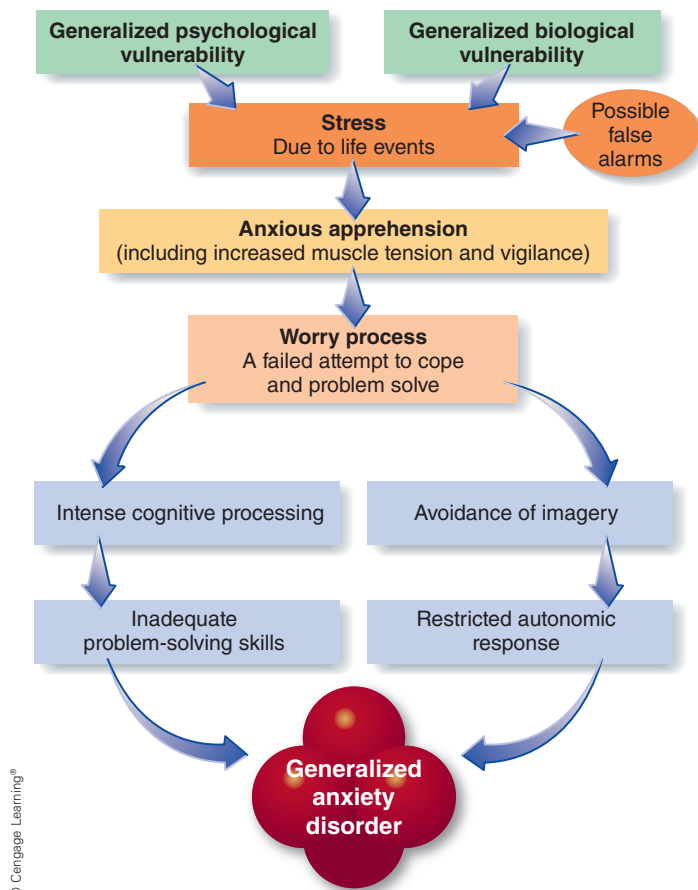 Generalized psychological
vulnerability
Generalized biological
vulnerability
Stress
Due to life events
Possible
false
alarms
Anxious apprehension
(including increased muscle tension and vigilance)
Worry process
A failed attempt to cope
and problem solve
Intense cognitive processing
Avoidance of imagery
Inadequate
problem-solving skills
Restricted autonomic
response
Generalized
anxiety
disorder
© Cengage Learning®